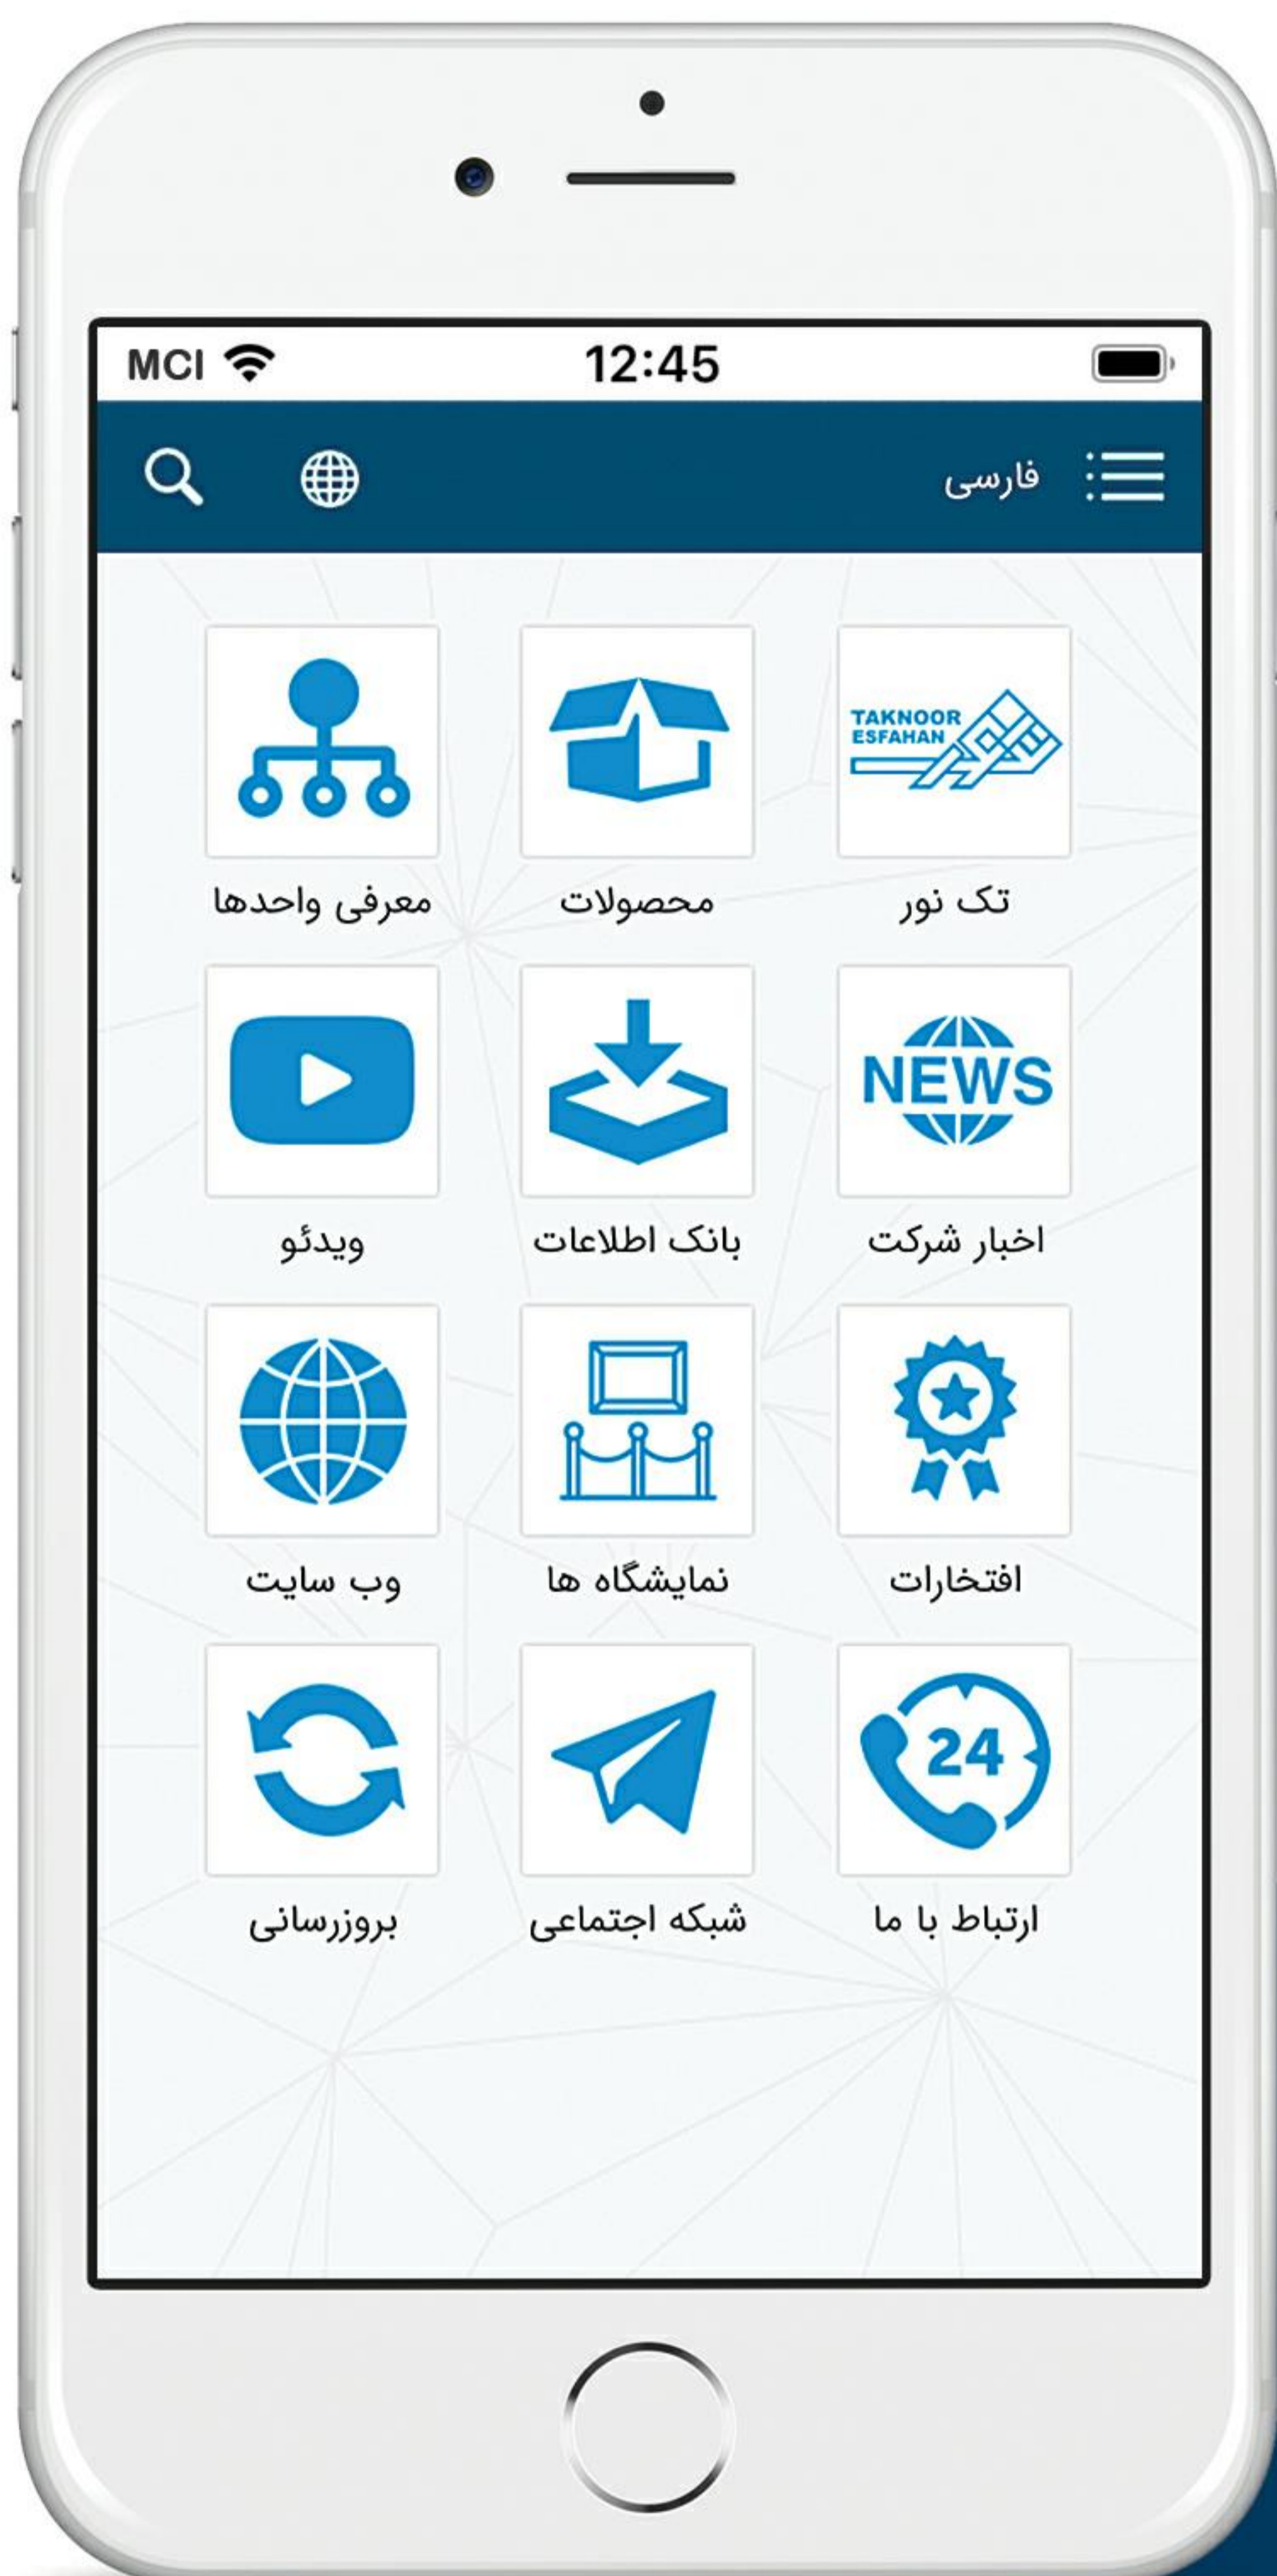 MCI 12:45
فارسی
TAKNOOR
ESFAHAN
تک نور
محصولات
معرفی واحدها
NEWS
اخبار شرکت
بانک اطلاعات
ویدئو
افتخارات
نمایشگاه ها
وب سایت
24
ارتباط با ما
شبکه اجتماعی
بروزرسانی